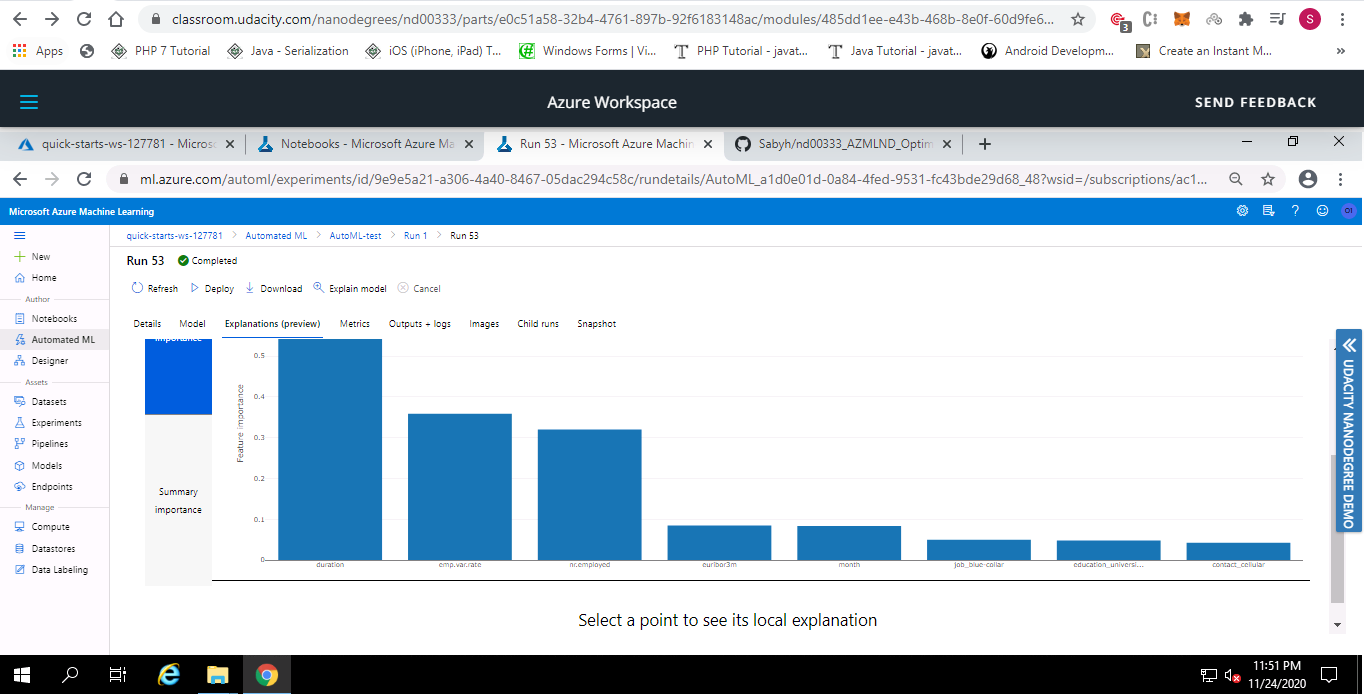 classroom.udacity.com/nanodegrees/nd00333/parts/e0c51a58-32b4-4761-897b-92f6183148ac/modules/485dd1ee-e43b-468b-8e0f-60d9fe6...
3
S
Apps
PHP 7 Tutorial
Java - Serialization
iOS (iPhone, iPad) T...
Windows Forms | Vi...
PHP Tutorial - javat...
Java Tutorial - javat...
Android Developm...
Create an Instant M...
»
Azure Workspace
SEND FEEDBACK
quick-starts-ws-127781 - Microso
Notebooks - Microsoft Azure Ma
Run 53 - Microsoft Azure Machin
Sabyh/nd00333_AZMLND_Optim
ml.azure.com/automl/experiments/id/9e9e5a21-a306-4a40-8467-05dac294c58c/rundetails/AutoML_a1d0e01d-0a84-4fed-9531-fc43bde29d68_48?wsid=/subscriptions/ac1...
Microsoft Azure Machine Learning
OI
quick-starts-ws-127781 > Automated ML > AutoML-test > Run 1 > Run 53
Run 53 Completed
Refresh Deploy Download Explain model Cancel
Details Model Explanations (preview) Metrics Outputs + logs Images Child runs Snapshot
New
Home
Author
Notebooks
Automated ML
Designer
Assets
Datasets
Experiments
Pipelines
Models
Endpoints
Manage
Compute
Datastores
Data Labeling
importance
Summary
importance
Feature importance
0.5
0.4
0.3
0.2
0.1
0
duration
emp.var.rate
nr.employed
euribor3m
month
job_blue-collar
education_universi...
contact_cellular
Select a point to see its local explanation
UDACITY NANODEGREE DEMO
11:51 PM
11/24/2020